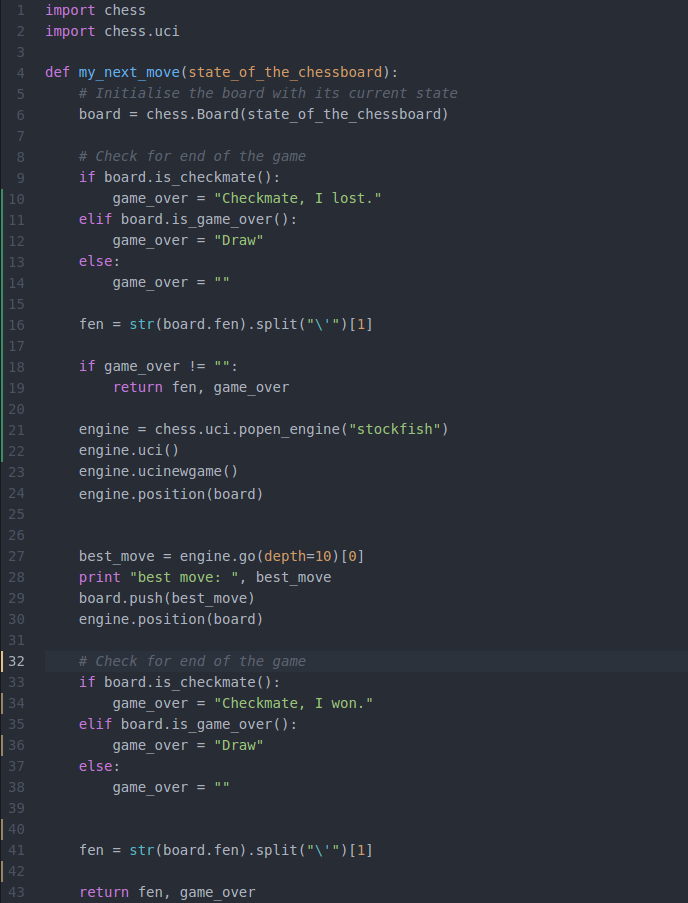 1 import chess
2 import chess.uci
3
4 def my_next_move(state_of_the_chessboard):
5     # Initialise the board with its current state
6     board = chess.Board(state_of_the_chessboard)
7
8     # Check for end of the game
9     if board.is_checkmate():
10         game_over = "Checkmate, I lost."
11     elif board.is_game_over():
12         game_over = "Draw"
13     else:
14         game_over = ""
15
16     fen = str(board.fen).split("\'")[1]
17
18     if game_over != "":
19         return fen, game_over
20
21     engine = chess.uci.popen_engine("stockfish")
22     engine.uci()
23     engine.ucinewgame()
24     engine.position(board)
25
26
27     best_move = engine.go(depth=10)[0]
28     print "best move: ", best_move
29     board.push(best_move)
30     engine.position(board)
31
32     # Check for end of the game
33     if board.is_checkmate():
34         game_over = "Checkmate, I won."
35     elif board.is_game_over():
36         game_over = "Draw"
37     else:
38         game_over = ""
39
40
41     fen = str(board.fen).split("\'")[1]
42
43     return fen, game_over